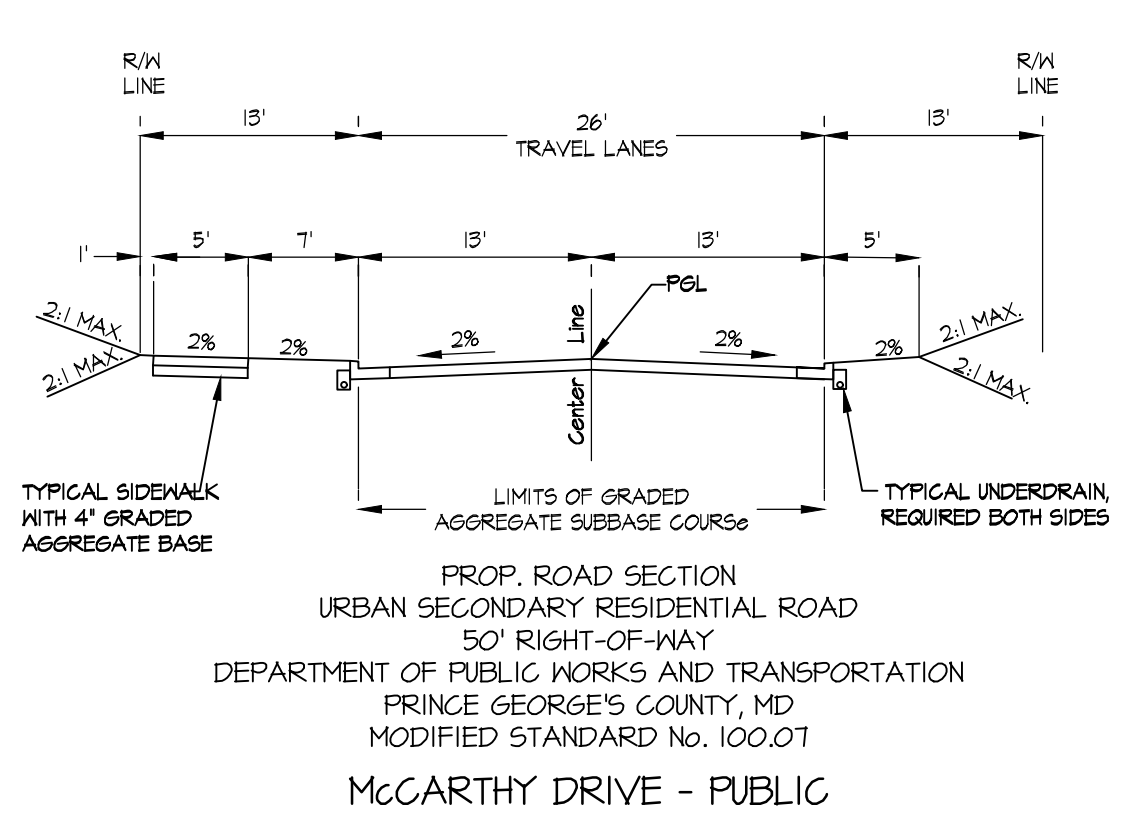 R/W
LINE
R/W
LINE
13'
26'
TRAVEL LANES
13'
1'
5'
7'
13'
13'
5'
PGL
2:1 MAX.
2:1 MAX.
2%
2%
2%
Center Line
2%
2%
2:1 MAX.
2:1 MAX.
TYPICAL SIDEWALK
WITH 4" GRADED
AGGREGATE BASE
LIMITS OF GRADED
AGGREGATE SUBBASE COURSe
TYPICAL UNDERDRAIN,
REQUIRED BOTH SIDES
PROP. ROAD SECTION
URBAN SECONDARY RESIDENTIAL ROAD
50' RIGHT-OF-WAY
DEPARTMENT OF PUBLIC WORKS AND TRANSPORTATION
PRINCE GEORGE'S COUNTY, MD
MODIFIED STANDARD No. 100.07
McCARTHY DRIVE - PUBLIC